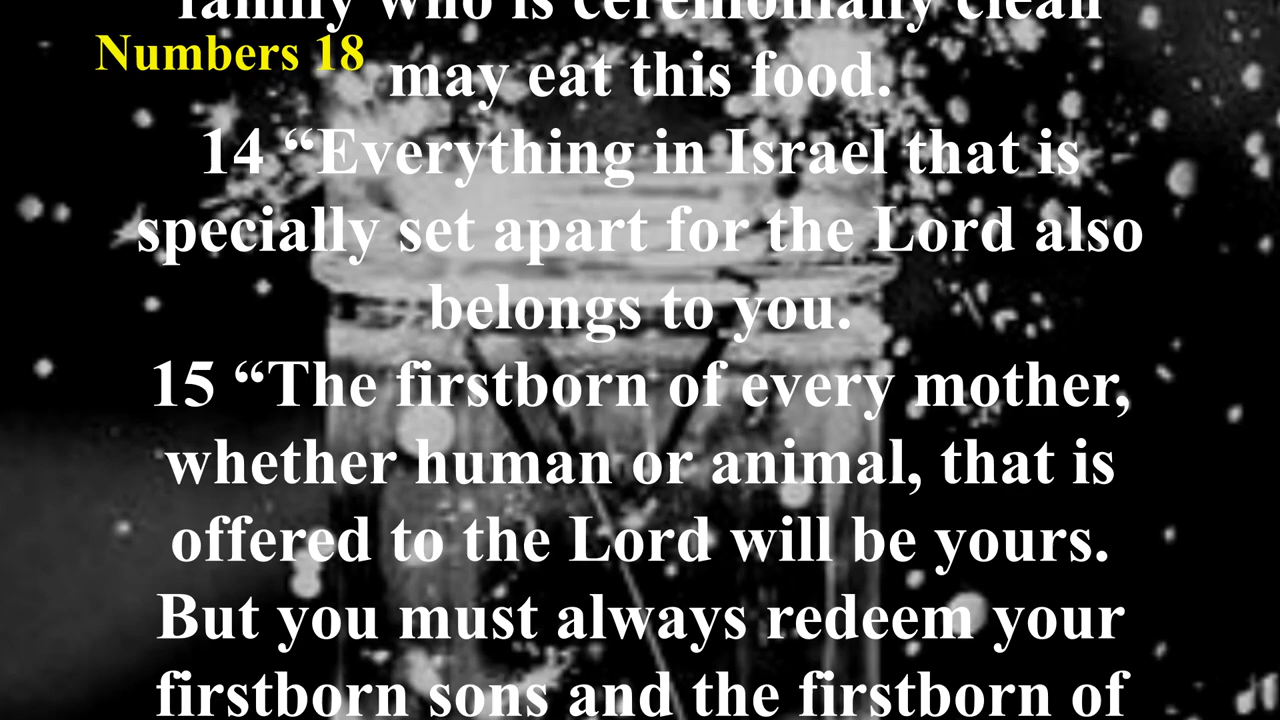 family who is ceremonially clean
Numbers 18
may eat this food.
14 “Everything in Israel that is
specially set apart for the Lord also
belongs to you.
15 “The firstborn of every mother,
whether human or animal, that is
offered to the Lord will be yours.
But you must always redeem your
firstborn sons and the firstborn of